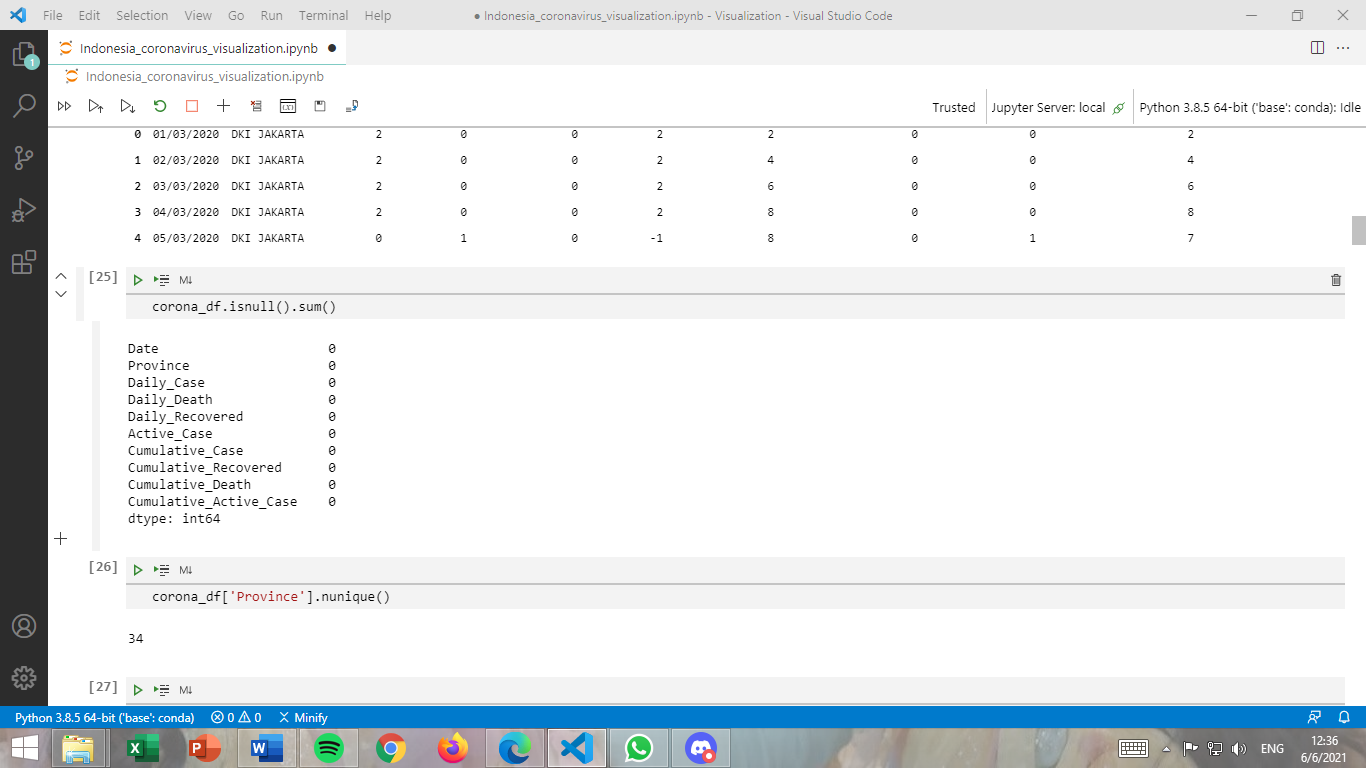 File Edit Selection View Go Run Terminal Help ● Indonesia_coronavirus_visualization.ipynb - Visualization - Visual Studio Code
Indonesia_coronavirus_visualization.ipynb ●
Indonesia_coronavirus_visualization.ipynb
Trusted Jupyter Server: local Python 3.8.5 64-bit ('base': conda): Idle
0 01/03/2020 DKI JAKARTA 2 0 0 2 2 0 0 2
1 02/03/2020 DKI JAKARTA 2 0 0 2 4 0 0 4
2 03/03/2020 DKI JAKARTA 2 0 0 2 6 0 0 6
3 04/03/2020 DKI JAKARTA 2 0 0 2 8 0 0 8
4 05/03/2020 DKI JAKARTA 0 1 0 -1 8 0 1 7
[25] M↓
corona_df.isnull().sum()
Date 0
Province 0
Daily_Case 0
Daily_Death 0
Daily_Recovered 0
Active_Case 0
Cumulative_Case 0
Cumulative_Recovered 0
Cumulative_Death 0
Cumulative_Active_Case 0
dtype: int64
[26] M↓
corona_df['Province'].nunique()
34
[27] M↓
Python 3.8.5 64-bit ('base': conda) 0 0 Minify
1
X P W
ENG
12:36
6/6/2021